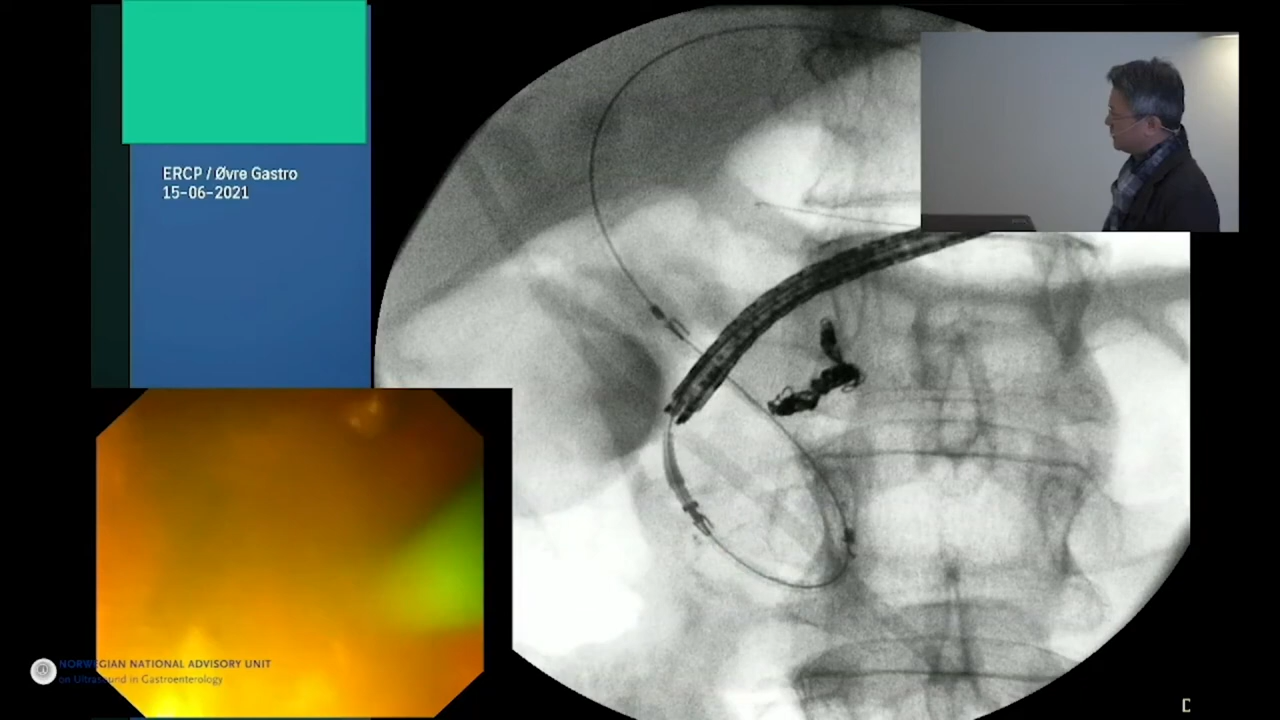 ERCP / Øvre Gastro
15-06-2021
NORWEGIAN NATIONAL ADVISORY UNIT
on Ultrasound in Gastroenterology